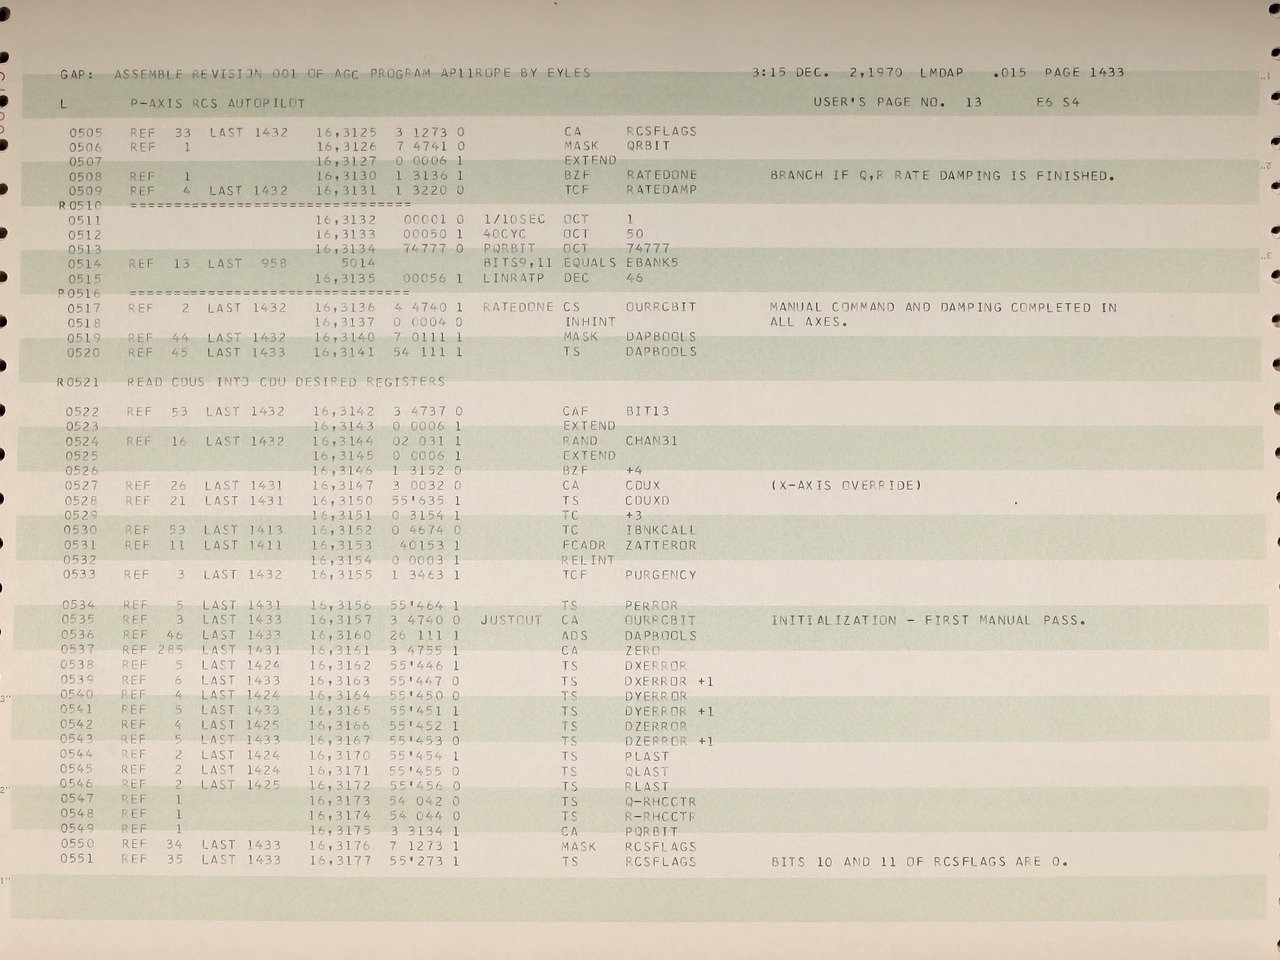 GAP: ASSEMBLE REVISION 001 OF AGC PROGRAM AP11ROPE BY EYLES 3:15 DEC. 2,1970 LMDAP .015 PAGE 1433
L P-AXIS RCS AUTOPILOT USER'S PAGE NO. 13 E6 S4
0505 REF 33 LAST 1432 16,3125 3 1273 0 CA RCSFLAGS
0506 REF 1 16,3126 7 4741 0 MASK QRBIT
0507 16,3127 0 0006 1 EXTEND
0508 REF 1 16,3130 1 3136 1 BZF RATEDONE BRANCH IF Q,R RATE DAMPING IS FINISHED.
0509 REF 4 LAST 1432 16,3131 1 3220 0 TCF RATEDAMP
R0510 ================================
0511 16,3132 00001 0 1/10SEC OCT 1
0512 16,3133 00050 1 40CYC OCT 50
0513 16,3134 74777 0 PQRBIT OCT 74777
0514 REF 13 LAST 958 5014 BITS9,11 EQUALS EBANK5
0515 16,3135 00056 1 LINRATP DEC 46
R0516 ================================
0517 REF 2 LAST 1432 16,3136 4 4740 1 RATEDONE CS OURRCBIT MANUAL COMMAND AND DAMPING COMPLETED IN
0518 16,3137 0 0004 0 INHINT ALL AXES.
0519 REF 44 LAST 1432 16,3140 7 0111 1 MASK DAPBOOLS
0520 REF 45 LAST 1433 16,3141 54 111 1 TS DAPBOOLS
R0521 READ CDUS INTO CDU DESIRED REGISTERS
0522 REF 53 LAST 1432 16,3142 3 4737 0 CAF BIT13
0523 16,3143 0 0006 1 EXTEND
0524 REF 16 LAST 1432 16,3144 02 031 1 RAND CHAN31
0525 16,3145 0 0006 1 EXTEND
0526 16,3146 1 3152 0 BZF +4
0527 REF 26 LAST 1431 16,3147 3 0032 0 CA CDUX (X-AXIS OVERRIDE)
0528 REF 21 LAST 1431 16,3150 55'635 1 TS CDUXD
0529 16,3151 0 3154 1 TC +3
0530 REF 53 LAST 1413 16,3152 0 4674 0 TC IBNKCALL
0531 REF 11 LAST 1411 16,3153 40153 1 FCADR ZATTEROR
0532 16,3154 0 0003 1 RELINT
0533 REF 3 LAST 1432 16,3155 1 3463 1 TCF PURGENCY
0534 REF 5 LAST 1431 16,3156 55'464 1 TS PERROR
0535 REF 3 LAST 1433 16,3157 3 4740 0 JUSTOUT CA OURRCBIT INITIALIZATION - FIRST MANUAL PASS.
0536 REF 46 LAST 1433 16,3160 26 111 1 ADS DAPBOOLS
0537 REF 285 LAST 1431 16,3161 3 4755 1 CA ZERO
0538 REF 5 LAST 1424 16,3162 55'446 1 TS DXERROR
0539 REF 6 LAST 1433 16,3163 55'447 0 TS DXERROR +1
0540 REF 4 LAST 1424 16,3164 55'450 0 TS DYERROR
0541 REF 5 LAST 1433 16,3165 55'451 1 TS DYERROR +1
0542 REF 4 LAST 1425 16,3166 55'452 1 TS DZERROR
0543 REF 5 LAST 1433 16,3167 55'453 0 TS DZERROR +1
0544 REF 2 LAST 1424 16,3170 55'454 1 TS PLAST
0545 REF 2 LAST 1424 16,3171 55'455 0 TS QLAST
0546 REF 2 LAST 1425 16,3172 55'456 0 TS RLAST
0547 REF 1 16,3173 54 042 0 TS Q-RHCCTR
0548 REF 1 16,3174 54 044 0 TS R-RHCCTR
0549 REF 1 16,3175 3 3134 1 CA PQRBIT
0550 REF 34 LAST 1433 16,3176 7 1273 1 MASK RCSFLAGS
0551 REF 35 LAST 1433 16,3177 55'273 1 TS RCSFLAGS BITS 10 AND 11 OF RCSFLAGS ARE 0.